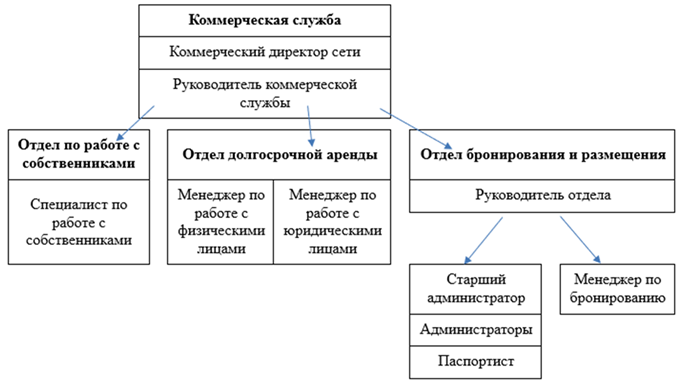 Коммерческая служба
Коммерческий директор сети
Руководитель коммерческой
службы
Отдел по работе с
собственниками
Специалист по
работе с
собственниками
Отдел долгосрочной аренды
Менеджер по
работе с
физическими
лицами
Менеджер по
работе с
юридическими
лицами
Отдел бронирования и размещения
Руководитель отдела
Старший
администратор
Администраторы
Паспортист
Менеджер по
бронированию